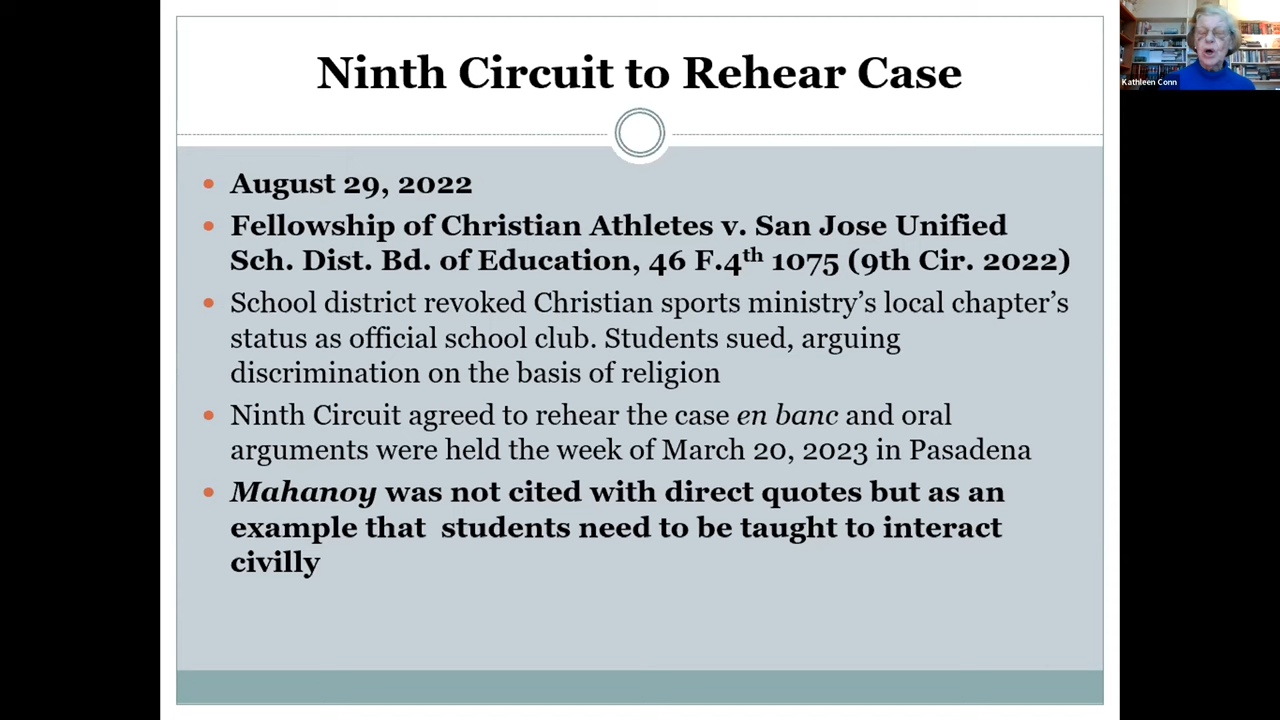 Ninth Circuit to Rehear Case
Kathleen Conn
• August 29, 2022
• Fellowship of Christian Athletes v. San Jose Unified
Sch. Dist. Bd. of Education, 46 F.4th 1075 (9th Cir. 2022)
• School district revoked Christian sports ministry’s local chapter’s
status as official school club. Students sued, arguing
discrimination on the basis of religion
• Ninth Circuit agreed to rehear the case en banc and oral
arguments were held the week of March 20, 2023 in Pasadena
• Mahanoy was not cited with direct quotes but as an
example that  students need to be taught to interact
civilly